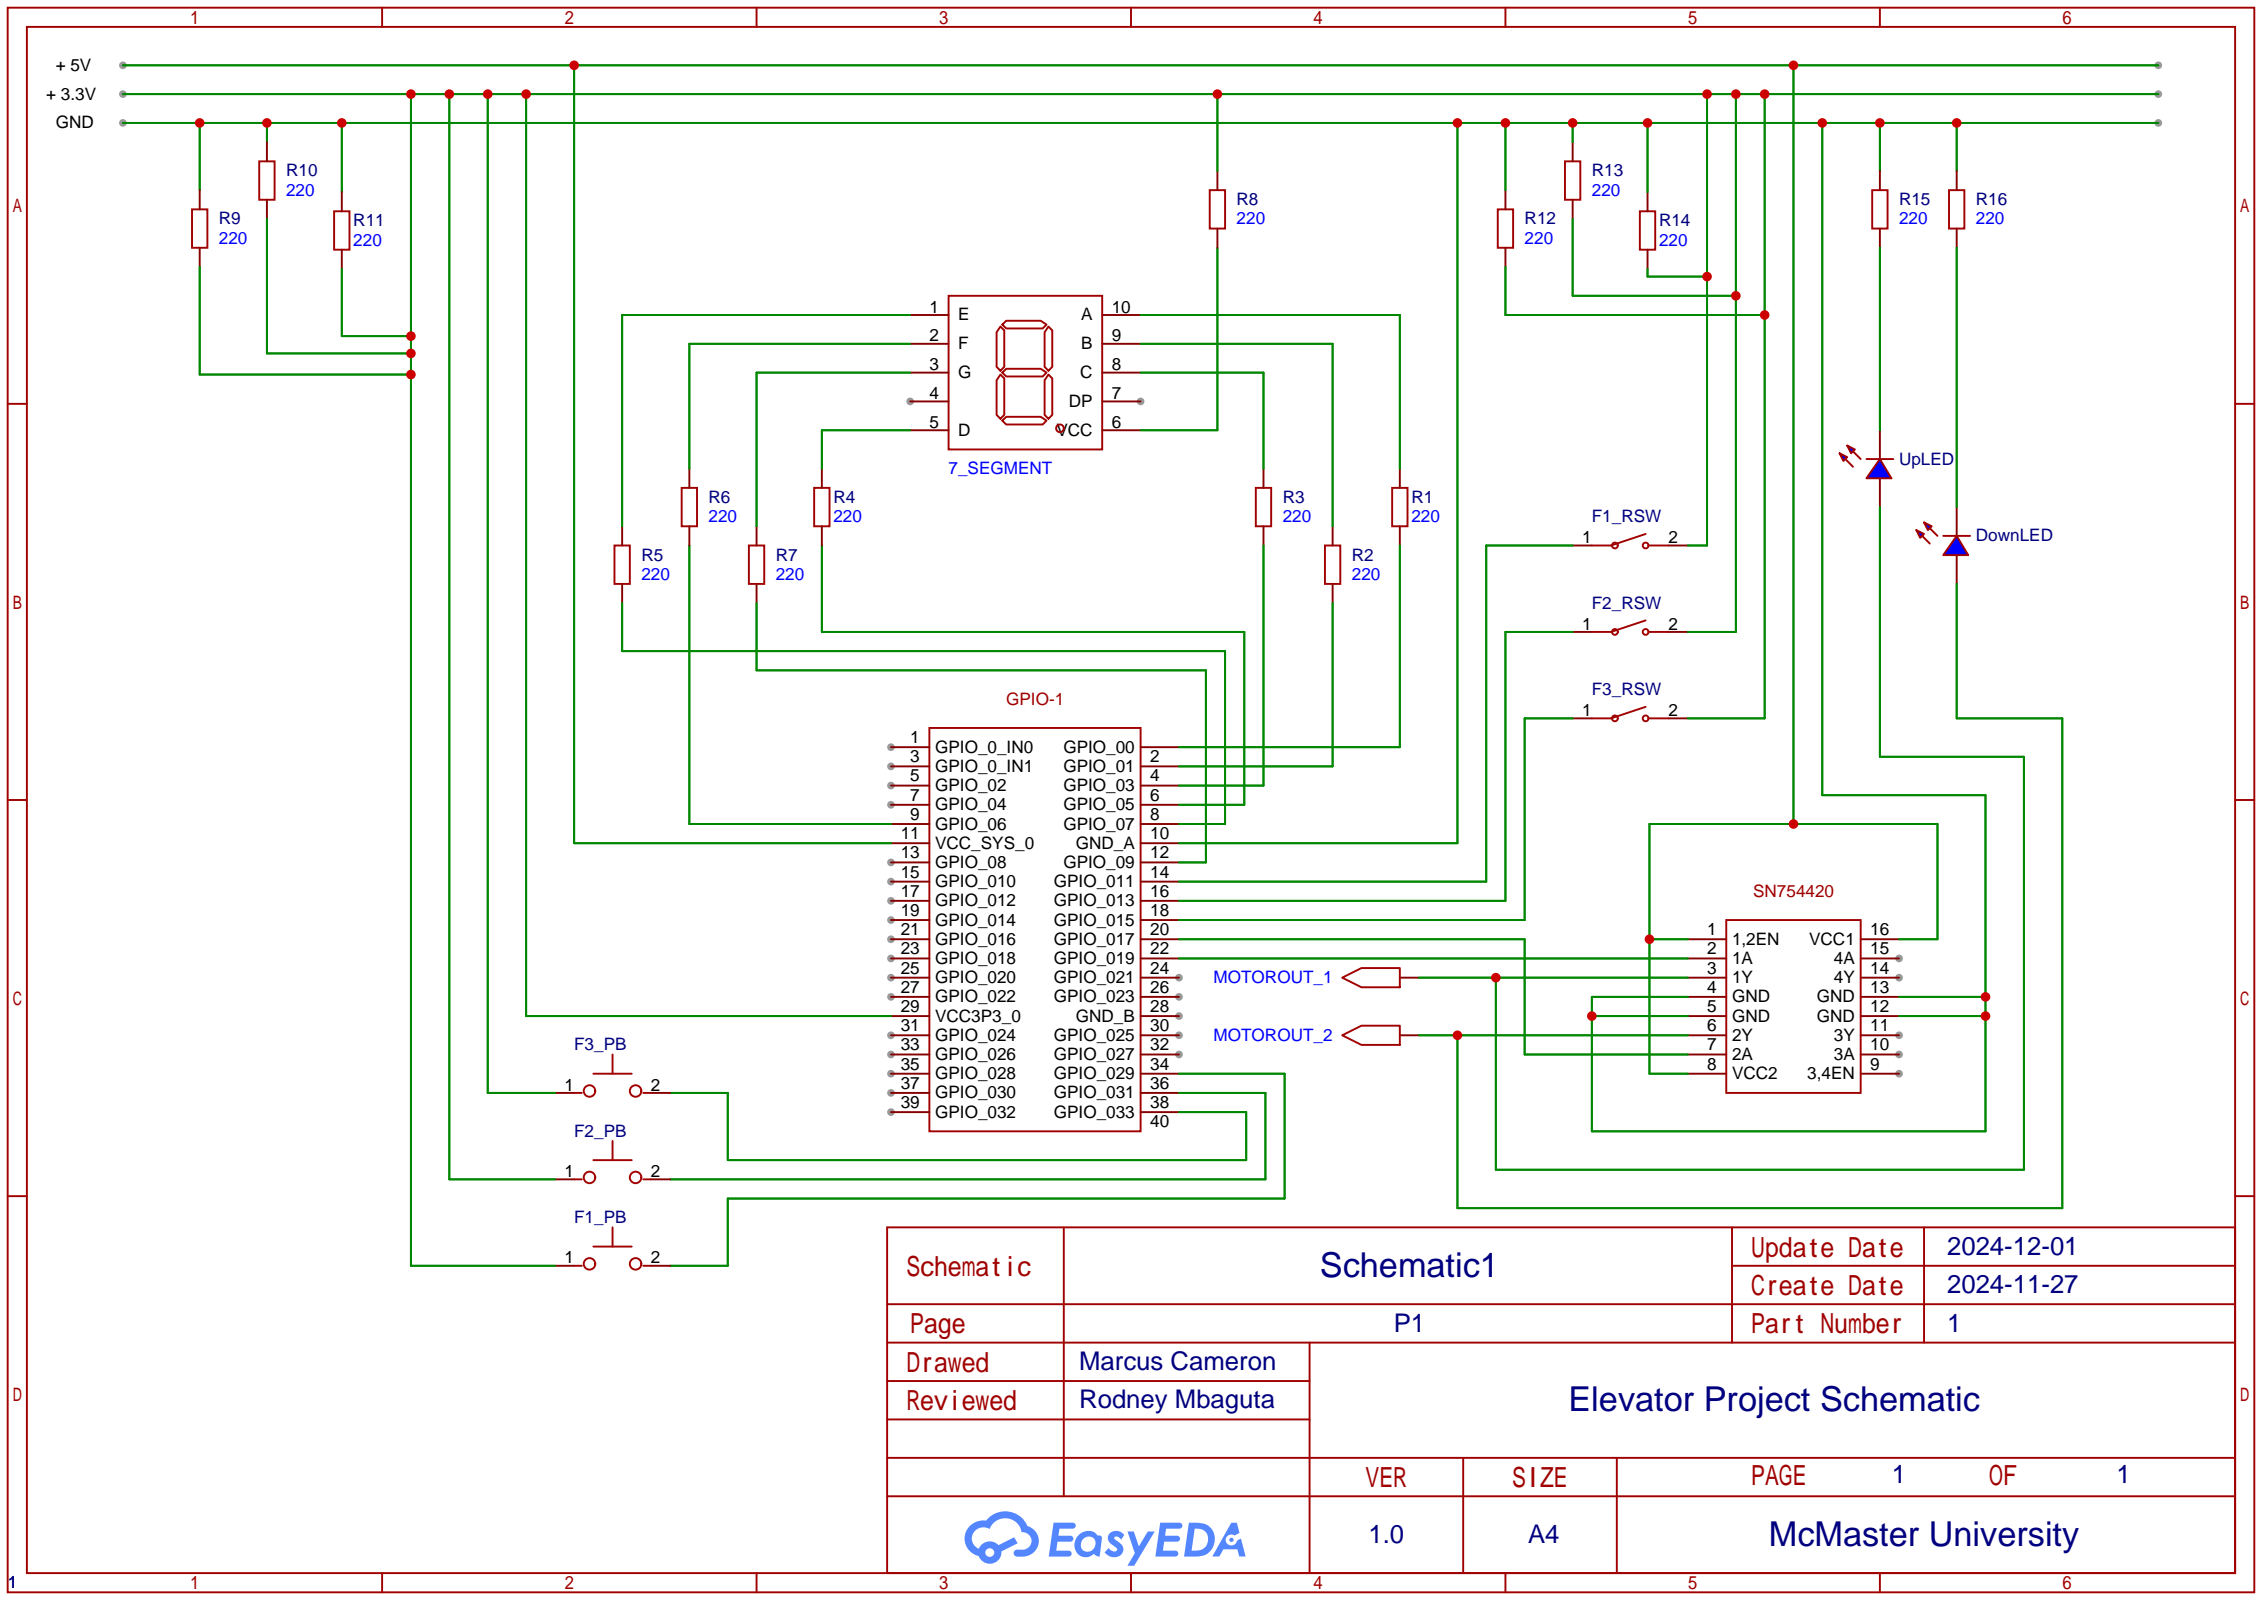 1 2 3 4 5 6
+ 5V
+ 3.3V
GND
A A
R10
220
R9
220
R11
220
R8
220
R13
220
R12
220
R14
220
R15
220
R16
220
1 E A 10
2 F B 9
3 G C 8
4 DP 7
5 D VCC 6
7_SEGMENT
UpLED
DownLED
R6
220
R4
220
R3
220
R1
220
R5
220
R7
220
R2
220
F1_RSW
1 2
B B
F2_RSW
1 2
F3_RSW
1 2
GPIO-1
1 GPIO_0_IN0 GPIO_00 2
3 GPIO_0_IN1 GPIO_01 4
5 GPIO_02 GPIO_03 6
7 GPIO_04 GPIO_05 8
9 GPIO_06 GPIO_07 10
11 VCC_SYS_0 GND_A 12
13 GPIO_08 GPIO_09 14
15 GPIO_010 GPIO_011 16
17 GPIO_012 GPIO_013 18
19 GPIO_014 GPIO_015 20
21 GPIO_016 GPIO_017 22
23 GPIO_018 GPIO_019 24
25 GPIO_020 GPIO_021 26
27 GPIO_022 GPIO_023 28
29 VCC3P3_0 GND_B 30
31 GPIO_024 GPIO_025 32
33 GPIO_026 GPIO_027 34
35 GPIO_028 GPIO_029 36
37 GPIO_030 GPIO_031 38
39 GPIO_032 GPIO_033 40
MOTOROUT_1
MOTOROUT_2
SN754420
1 1,2EN VCC1 16
2 1A 4A 15
3 1Y 4Y 14
4 GND GND 13
5 GND GND 12
6 2Y 3Y 11
7 2A 3A 10
8 VCC2 3,4EN 9
C C
F3_PB
1 2
F2_PB
1 2
F1_PB
1 2
D D
Schematic Schematic1
Update Date 2024-12-01
Create Date 2024-11-27
Page P1 Part Number 1
Drawed Marcus Cameron
Reviewed Rodney Mbaguta
Elevator Project Schematic
VER SIZE PAGE 1 OF 1
EasyEDA 1.0 A4 McMaster University
1
1 2 3 4 5 6